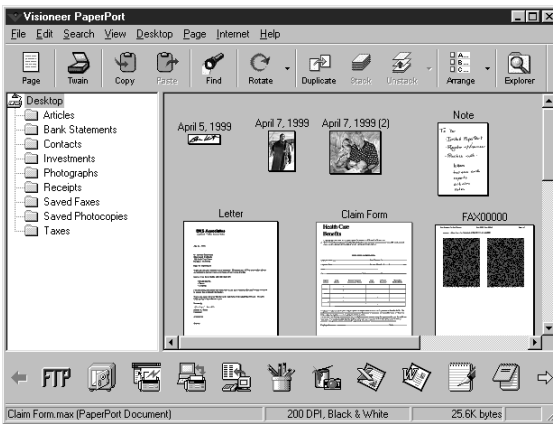 Visioneer PaperPort
File Edit Search View Desktop Page Internet Help
Page Twain Copy Paste Find Rotate Duplicate Stack Unstack Arrange Explorer
Desktop
Articles
Bank Statements
Contacts
Investments
Photographs
Receipts
Saved Faxes
Saved Photocopies
Taxes
April 5, 1999 April 7, 1999 April 7, 1999 (2) Note
Letter Claim Form FAX00000
Health Care
Benefits
FTP
Claim Form.max (PaperPort Document) 200 DPI, Black & White 25.6K bytes